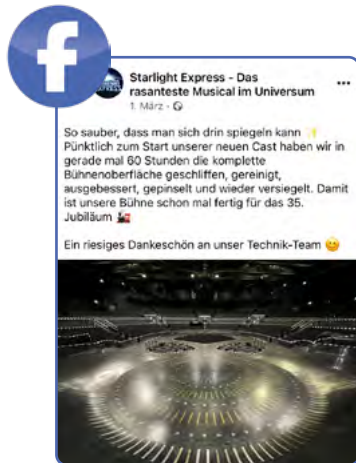 Starlight Express - Das
rasanteste Musical im Universum
1. März ·
So sauber, dass man sich drin spiegeln kann ✨
Pünktlich zum Start unserer neuen Cast haben wir in
gerade mal 60 Stunden die komplette
Bühnenoberfläche geschliffen, gereinigt,
ausgebessert, gepinselt und wieder versiegelt. Damit
ist unsere Bühne schon mal fertig für das 35.
Jubiläum 🚂
Ein riesiges Dankeschön an unser Technik-Team 😊